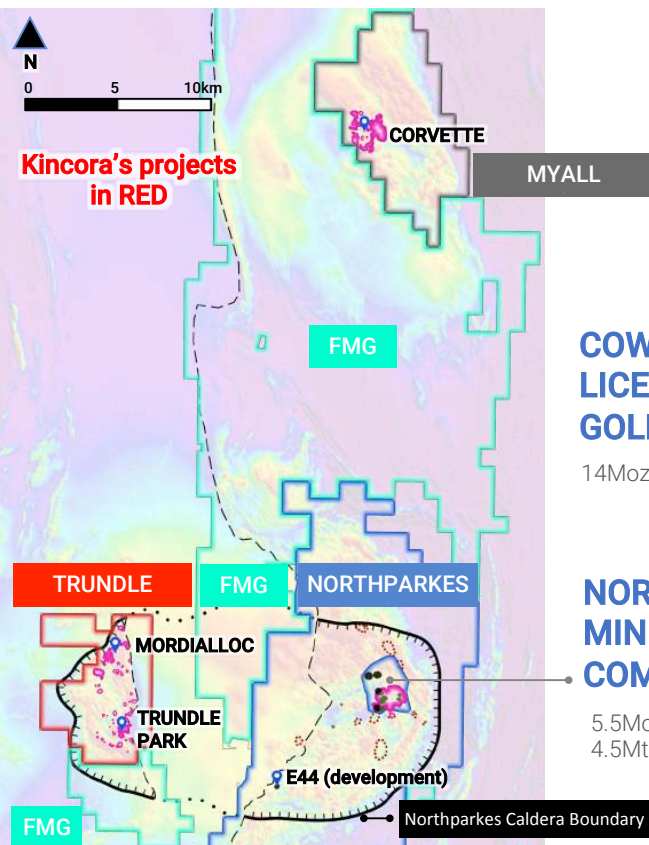 N
0 5 10km
Kincora's projects
in RED
CORVETTE
MYALL
FMG
COW
LICE
GOL
14Moz
TRUNDLE
FMG
NORTHPARKES
MORDIALLOC
NOR
MIN
COM
TRUNDLE
PARK
5.5Mo
4.5Mt
E44 (development)
Northparkes Caldera Boundary
FMG